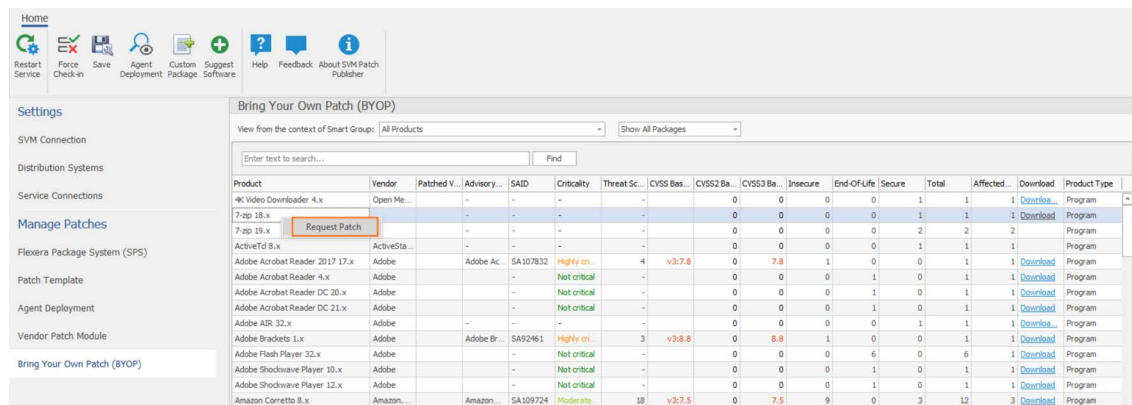 Home
Restart Service
Force Check-in
Save
Agent Deployment
Custom Package
Suggest Software
Help
Feedback
About SVM Patch Publisher
Settings
SVM Connection
Distribution Systems
Service Connections
Manage Patches
Flexera Package System (SPS)
Patch Template
Agent Deployment
Vendor Patch Module
Bring Your Own Patch (BYOP)
Bring Your Own Patch (BYOP)
View from the context of Smart Group: All Products Show All Packages
Enter text to search... Find
Product Vendor Patched V... Advisory... SAID Criticality Threat Sc... CVSS Bas... CVSS2 Ba... CVSS3 Ba... Insecure End-Of-Life Secure Total Affected... Download Product Type
4K Video Downloader 4.x Open Me... - - - - 0 0 0 0 1 1 1 Downloa... Program
7-zip 18.x - - - - 0 0 0 0 1 1 1 Download Program
Request Patch
7-zip 19.x - - - - 0 0 0 0 2 2 2 Program
ActiveTcl 8.x ActiveSta... - - - - 0 0 0 0 1 1 1 Program
Adobe Acrobat Reader 2017 17.x Adobe Adobe Ac... SA107832 Highly cri... 4 v3:7.8 0 7.8 1 0 0 1 1 Download Program
Adobe Acrobat Reader 4.x Adobe - Not critical - 0 0 0 1 0 1 1 Download Program
Adobe Acrobat Reader DC 20.x Adobe - Not critical - 0 0 0 1 0 1 1 Download Program
Adobe Acrobat Reader DC 21.x Adobe - Not critical - 0 0 0 1 0 1 1 Download Program
Adobe AIR 32.x Adobe - - - - 0 0 0 0 1 1 1 Downloa... Program
Adobe Brackets 1.x Adobe Adobe Br... SA92461 Highly cri... 3 v3:8.8 0 8.8 1 0 0 1 1 Download Program
Adobe Flash Player 32.x Adobe - Not critical - 0 0 0 6 0 6 1 Download Program
Adobe Shockwave Player 10.x Adobe - Not critical - 0 0 0 1 0 1 1 Download Program
Adobe Shockwave Player 12.x Adobe - Not critical - 0 0 0 1 0 1 1 Download Program
Amazon Corretto 8.x Amazon.... Amazon... SA109724 Moderate... 18 v3:7.5 0 7.5 9 0 3 12 3 Download Program